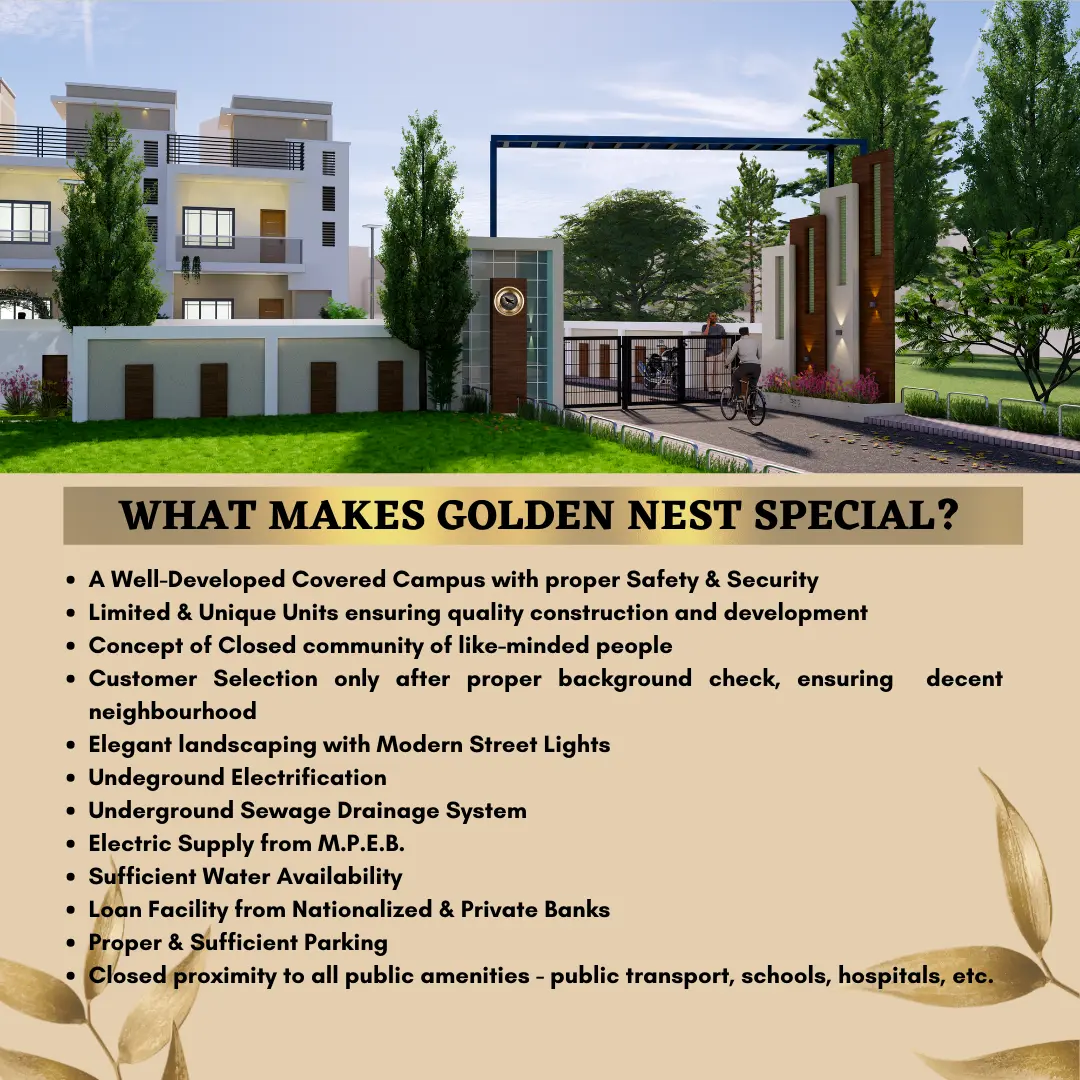 WHAT MAKES GOLDEN NEST SPECIAL?
• A Well-Developed Covered Campus with proper Safety & Security
• Limited & Unique Units ensuring quality construction and development
• Concept of Closed community of like-minded people
• Customer Selection only after proper background check, ensuring decent
neighbourhood
• Elegant landscaping with Modern Street Lights
• Undeground Electrification
• Underground Sewage Drainage System
• Electric Supply from M.P.E.B.
• Sufficient Water Availability
• Loan Facility from Nationalized & Private Banks
• Proper & Sufficient Parking
• Closed proximity to all public amenities - public transport, schools, hospitals, etc.